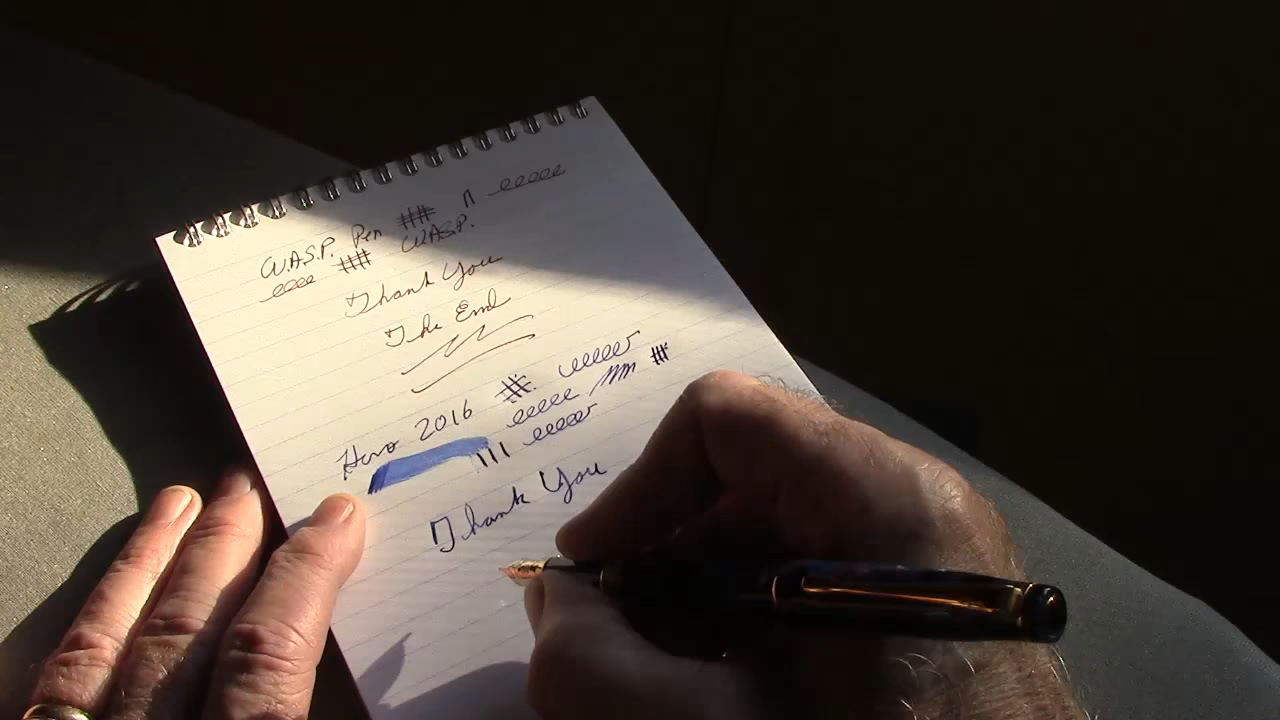 W.A.S.P. Pen
W.A.S.P.
Thank You
The End
Hero 2016
Thank You